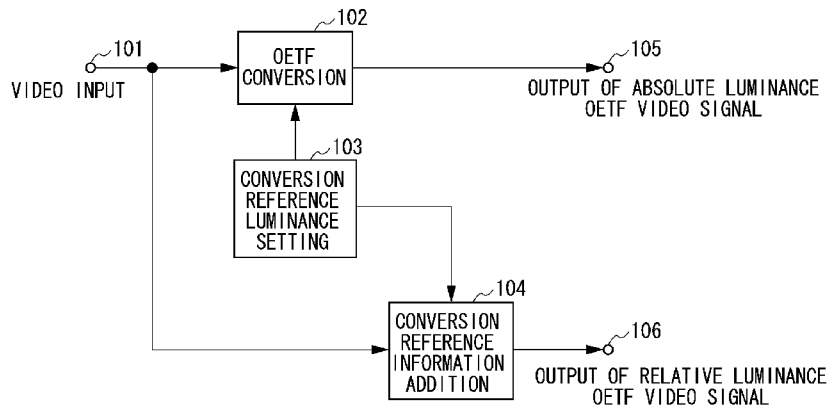 101
VIDEO INPUT
102
OETF
CONVERSION
105
OUTPUT OF ABSOLUTE LUMINANCE
OETF VIDEO SIGNAL
103
CONVERSION
REFERENCE
LUMINANCE
SETTING
104
CONVERSION
REFERENCE
INFORMATION
ADDITION
106
OUTPUT OF RELATIVE LUMINANCE
OETF VIDEO SIGNAL